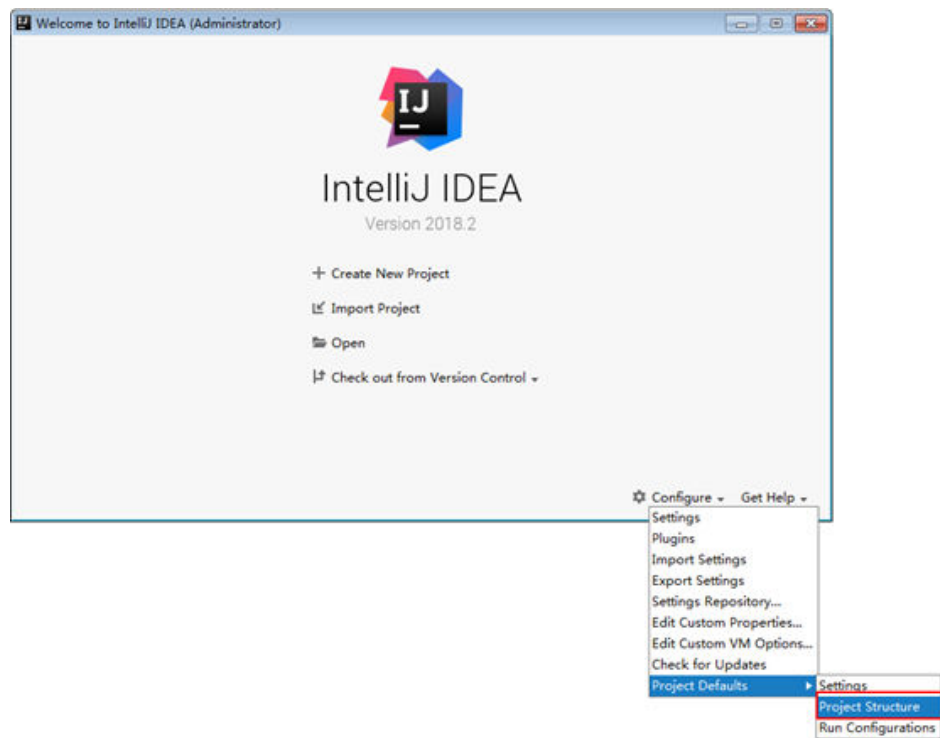 Welcome to IntelliJ IDEA (Administrator)
IJ
IntelliJ IDEA
Version 2018.2
Create New Project
Import Project
Open
Check out from Version Control
Configure Get Help
Settings
Plugins
Import Settings
Export Settings
Settings Repository...
Edit Custom Properties...
Edit Custom VM Options...
Check for Updates
Project Defaults Settings
Project Structure
Run Configurations